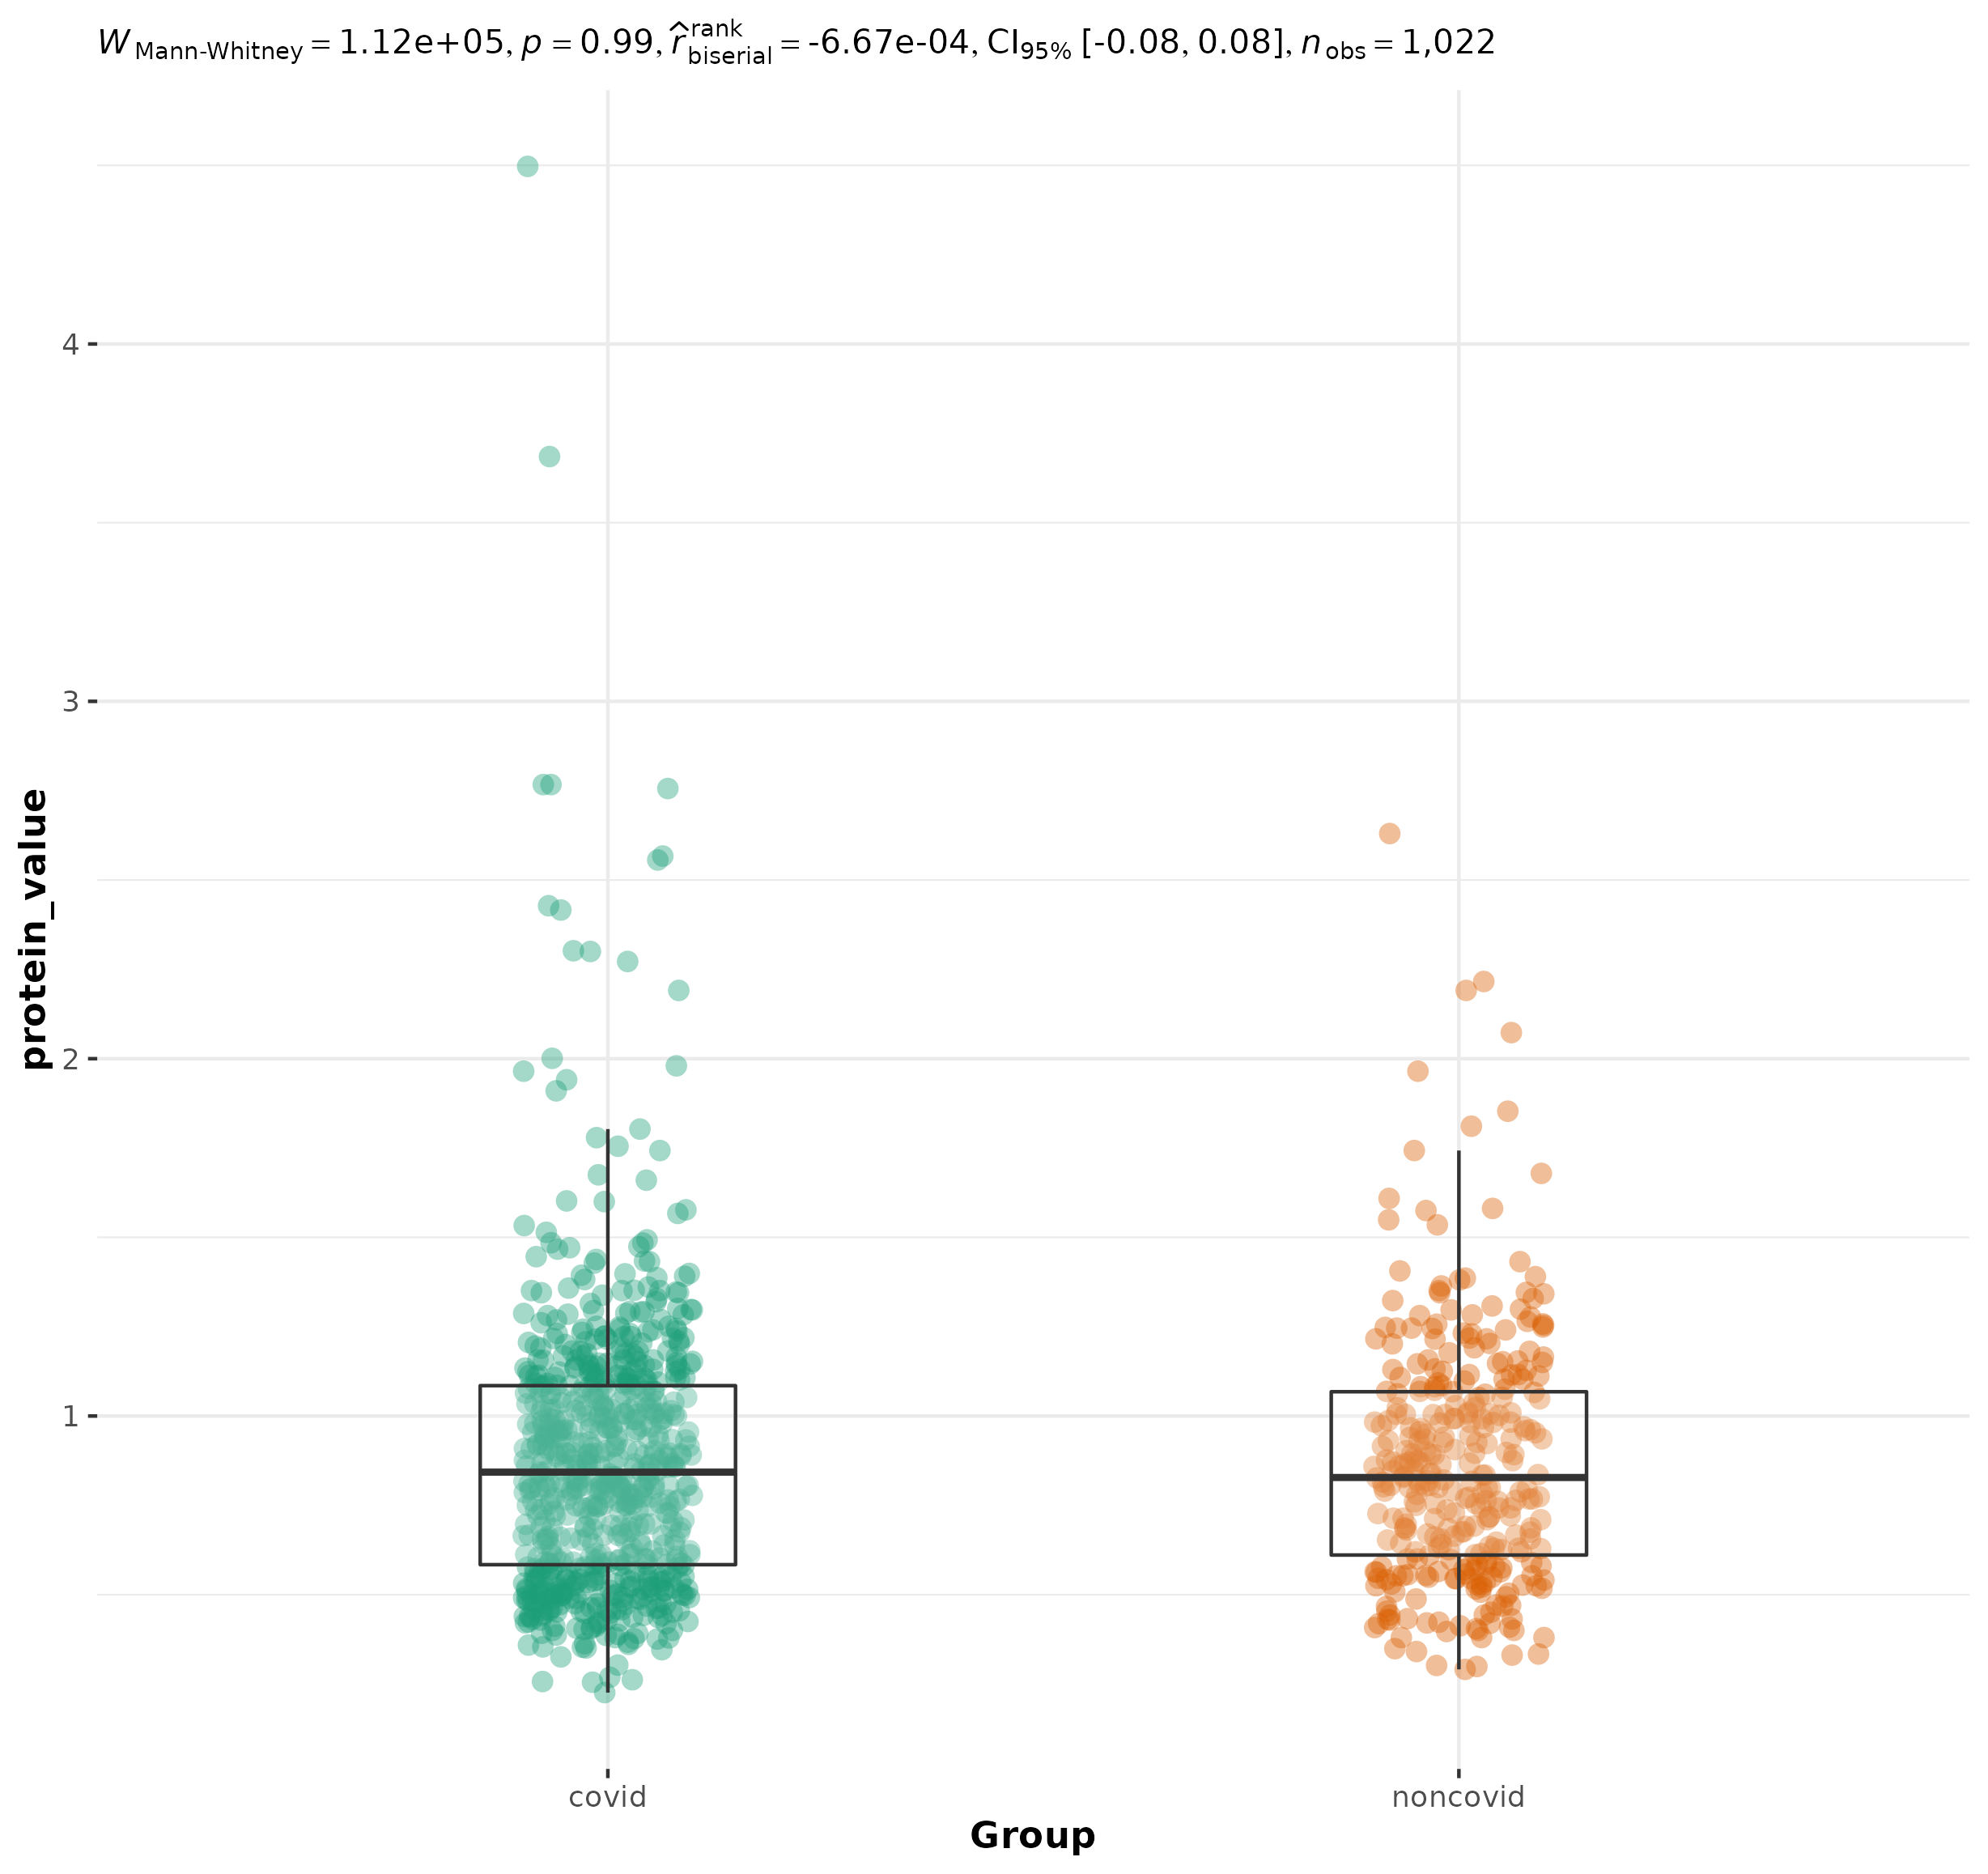 W Mann-Whitney = 1.12e+05, p = 0.99, r̂ rank biserial = -6.67e-04, CI95% [-0.08, 0.08], n obs = 1,022
4
3
2
1
protein_value
covid noncovid
Group